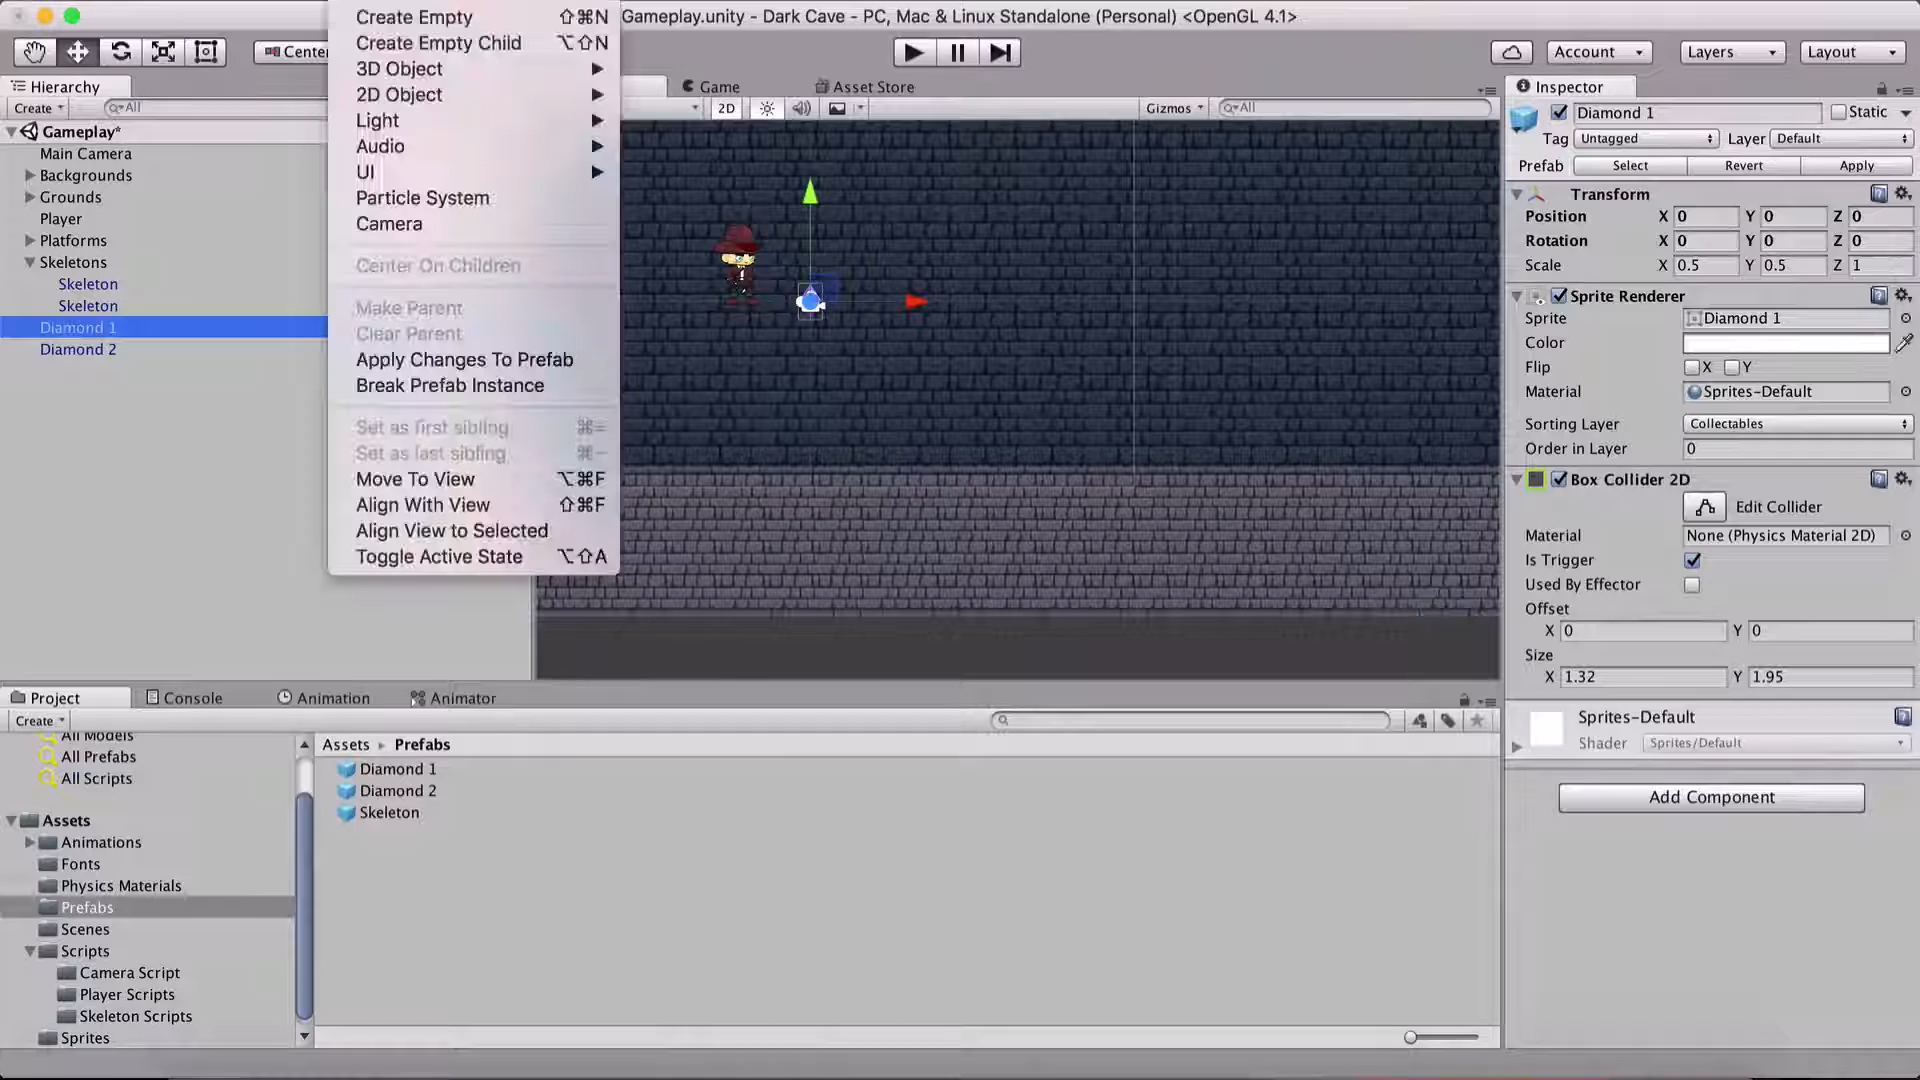 Gameplay.unity - Dark Cave - PC, Mac & Linux Standalone (Personal) <OpenGL 4.1>
Create Empty ⇧⌘N
Create Empty Child ⌥⇧N
3D Object
2D Object
Light
Audio
UI
Particle System
Camera
Center On Children
Make Parent
Clear Parent
Apply Changes To Prefab
Break Prefab Instance
Set as first sibling ⌘=
Set as last sibling ⌘-
Move To View ⌥⌘F
Align With View ⇧⌘F
Align View to Selected
Toggle Active State ⌥⇧A
Center
Account
Layers
Layout
Hierarchy
Create
All
Gameplay*
Main Camera
Backgrounds
Grounds
Player
Platforms
Skeletons
Skeleton
Skeleton
Diamond 1
Diamond 2
Game
Asset Store
2D
Gizmos
All
Inspector
Diamond 1
Static
Tag Untagged Layer Default
Prefab Select Revert Apply
Transform
Position X 0 Y 0 Z 0
Rotation X 0 Y 0 Z 0
Scale X 0.5 Y 0.5 Z 1
Sprite Renderer
Sprite Diamond 1
Color
Flip X Y
Material Sprites-Default
Sorting Layer Collectables
Order in Layer 0
Box Collider 2D
Edit Collider
Material None (Physics Material 2D)
Is Trigger
Used By Effector
Offset
X 0 Y 0
Size
X 1.32 Y 1.95
Sprites-Default
Shader Sprites/Default
Add Component
Project
Console
Animation
Animator
Create
All Models
All Prefabs
All Scripts
Assets
Animations
Fonts
Physics Materials
Prefabs
Scenes
Scripts
Camera Script
Player Scripts
Skeleton Scripts
Sprites
Assets Prefabs
Diamond 1
Diamond 2
Skeleton